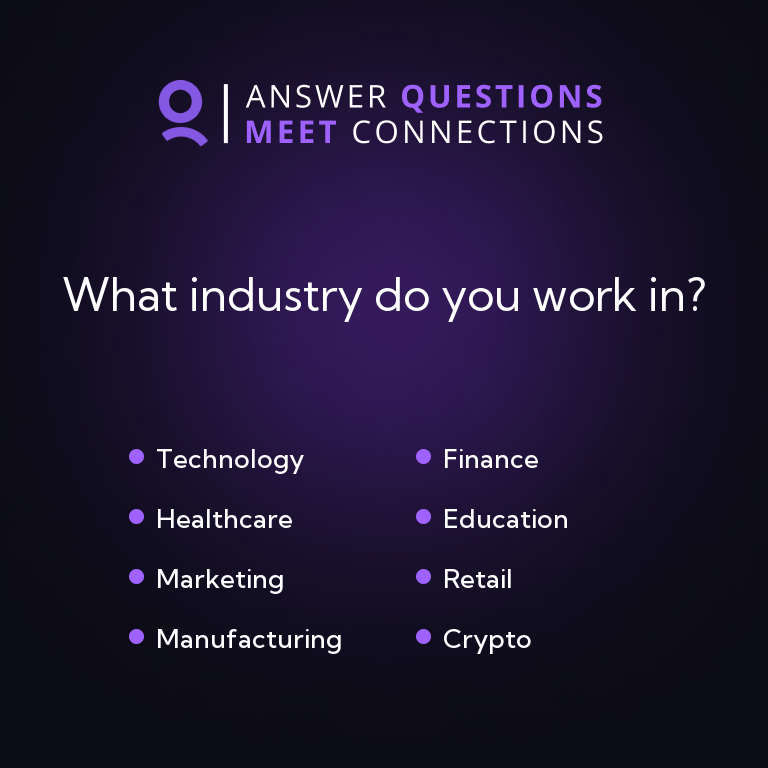 ANSWER QUESTIONS
MEET CONNECTIONS
What industry do you work in?
Technology
Healthcare
Marketing
Manufacturing
Finance
Education
Retail
Crypto